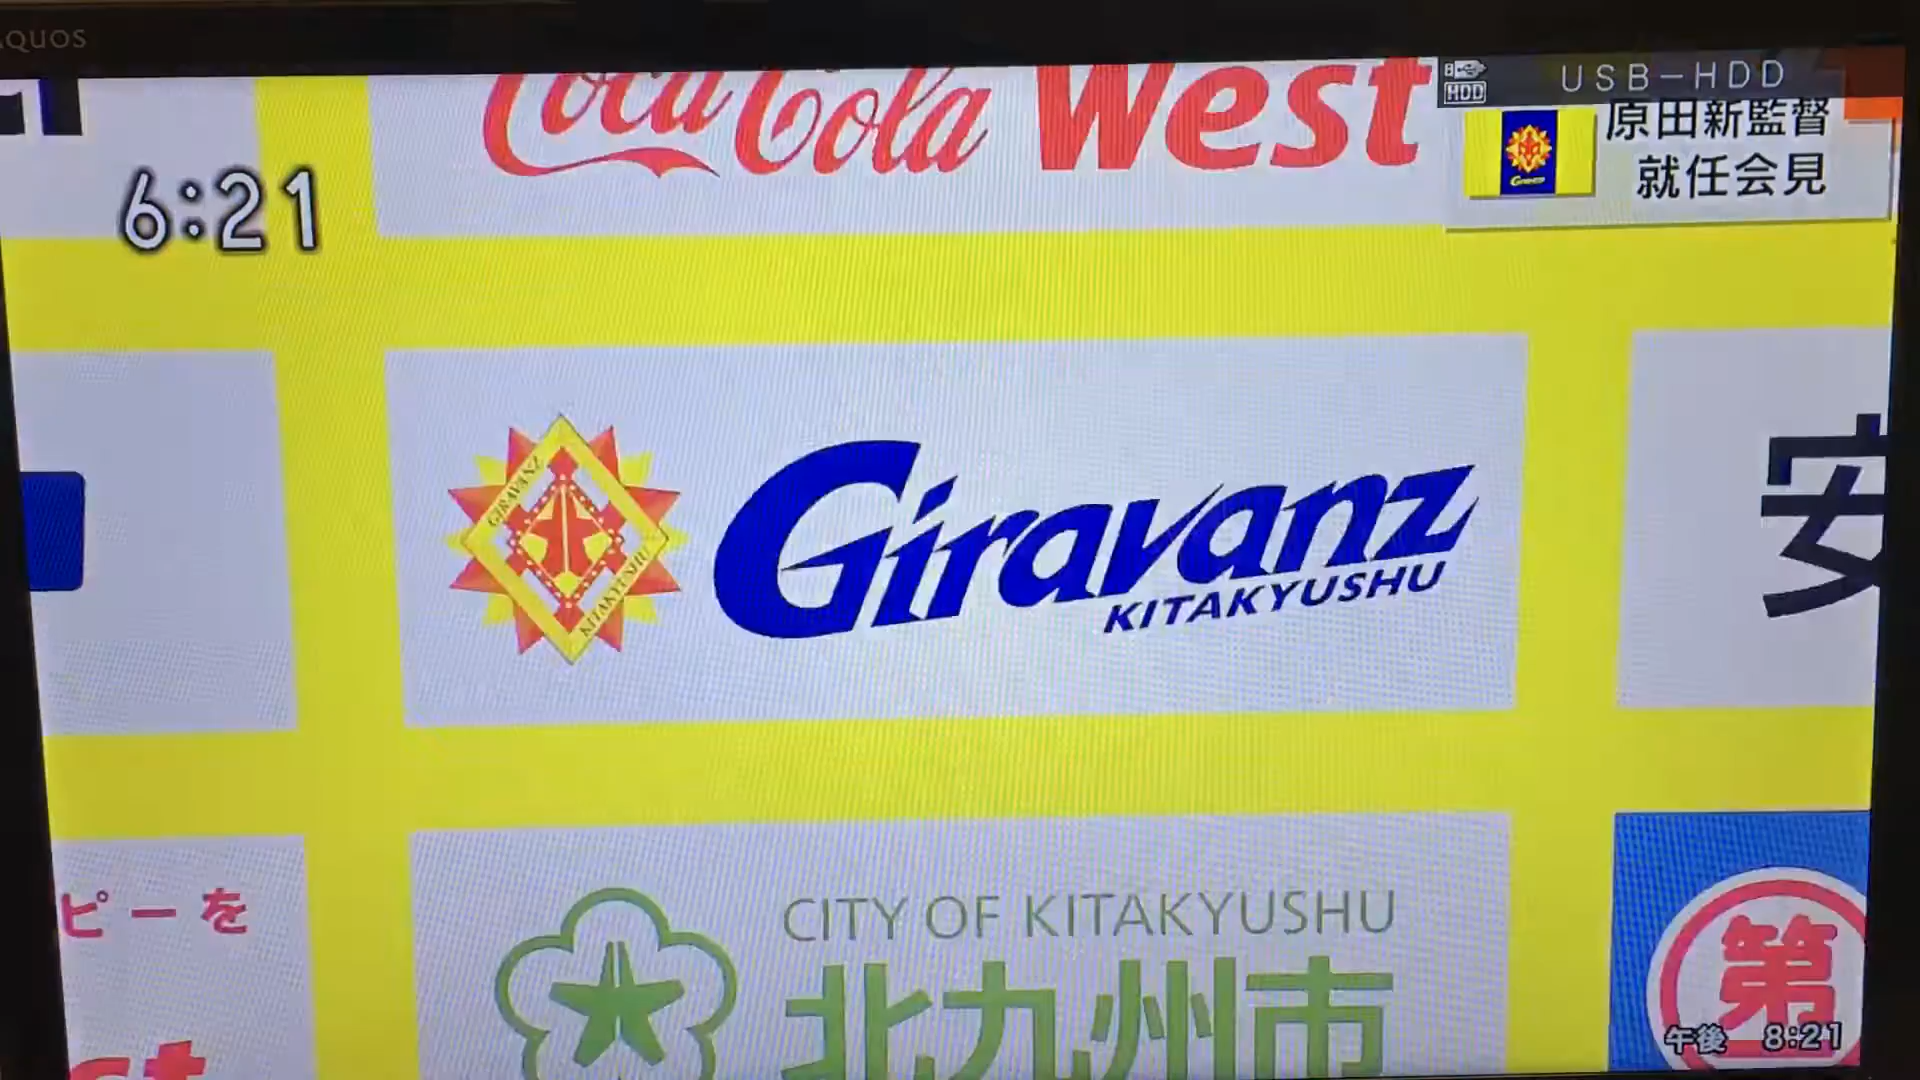 AQUOS
Coca Cola West
USB-HDD
HDD
原田新監督
就任会見
6:21
GIRAVANZ
KITAKYUSHU
Giravanz
KITAKYUSHU
安
ピーを
CITY OF KITAKYUSHU
北九州市
第
午後 8:21